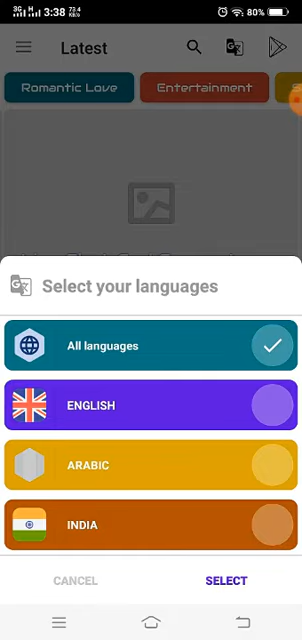 3G H 3:38 73.4 KB/s 80%
Latest
Romantic Love Entertainment
Select your languages
All languages
ENGLISH
ARABIC
INDIA
CANCEL SELECT